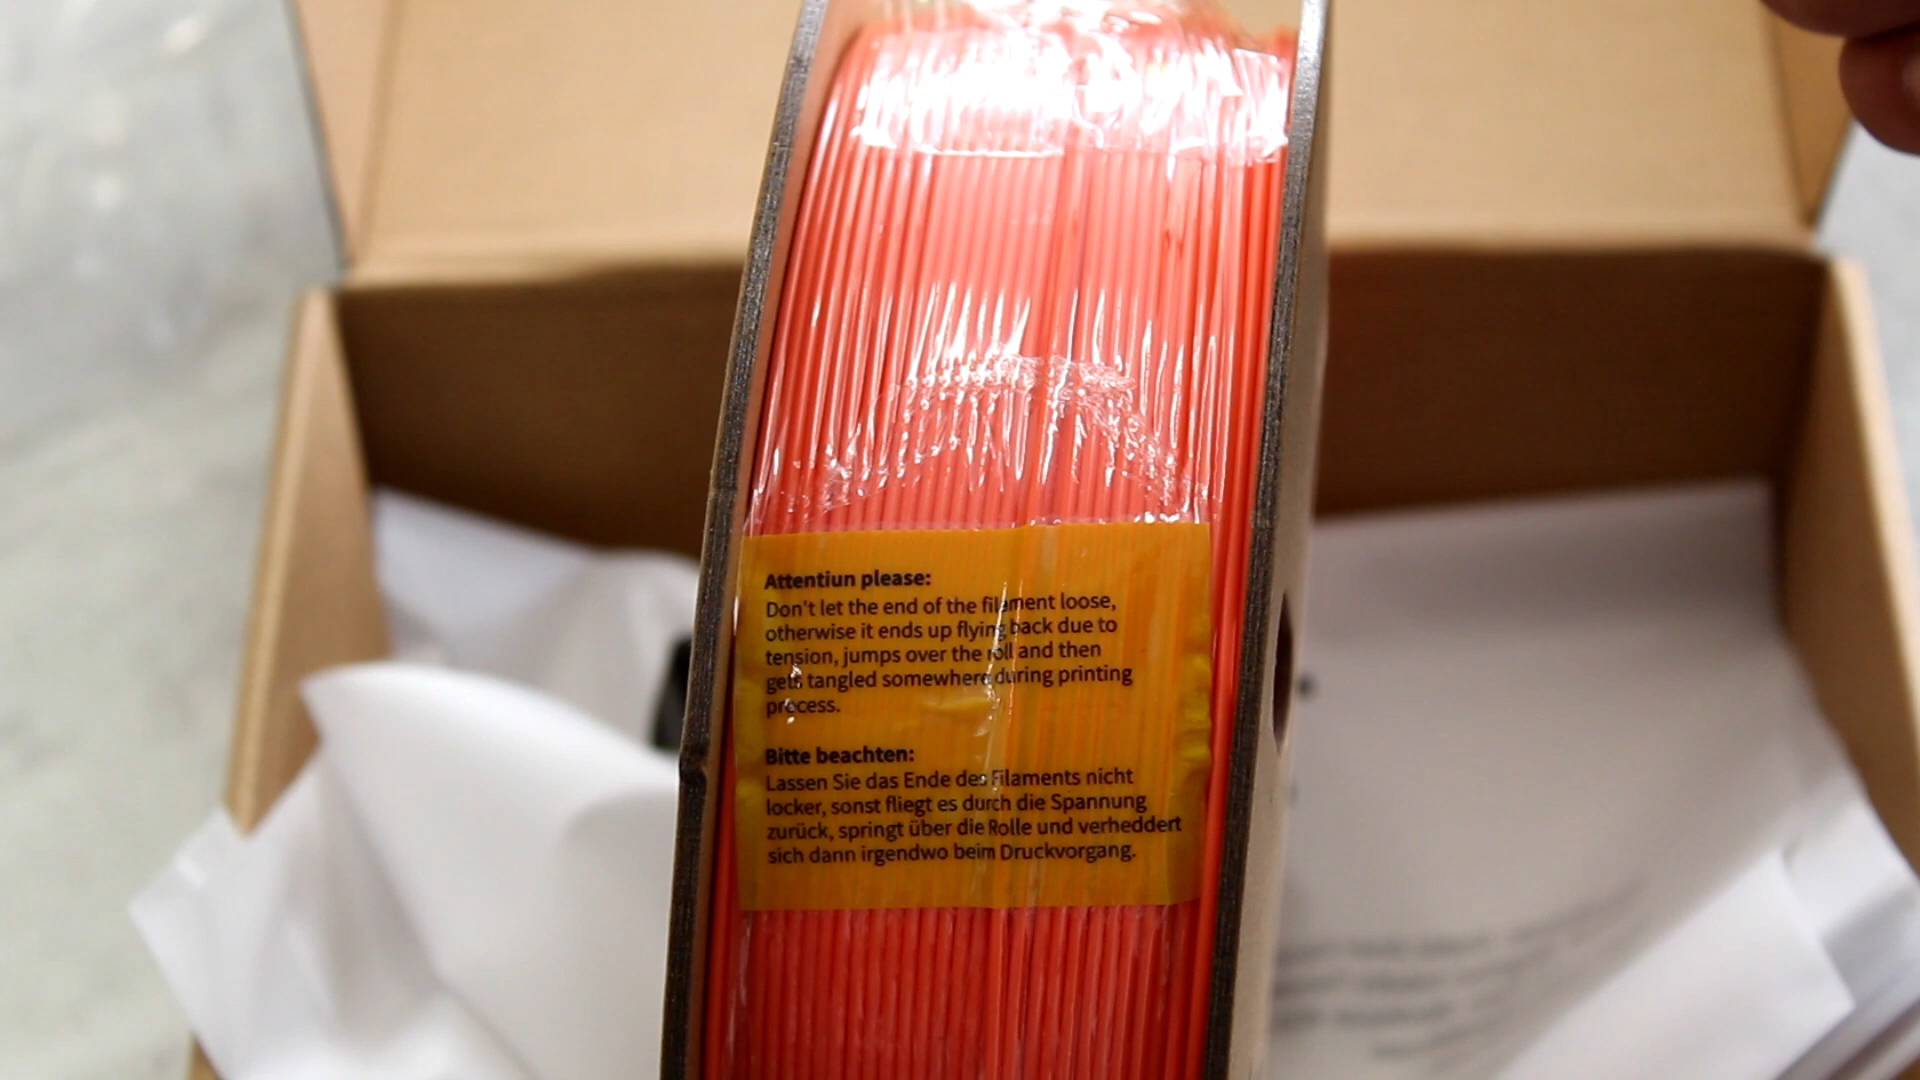 Attentiun please:
Don't let the end of the filament loose,
otherwise it ends up flying back due to
tension, jumps over the roll and then
gets tangled somewhere during printing
process.
Bitte beachten:
Lassen Sie das Ende des Filaments nicht
locker, sonst fliegt es durch die Spannung
zurück, springt über die Rolle und verheddert
sich dann irgendwo beim Druckvorgang.